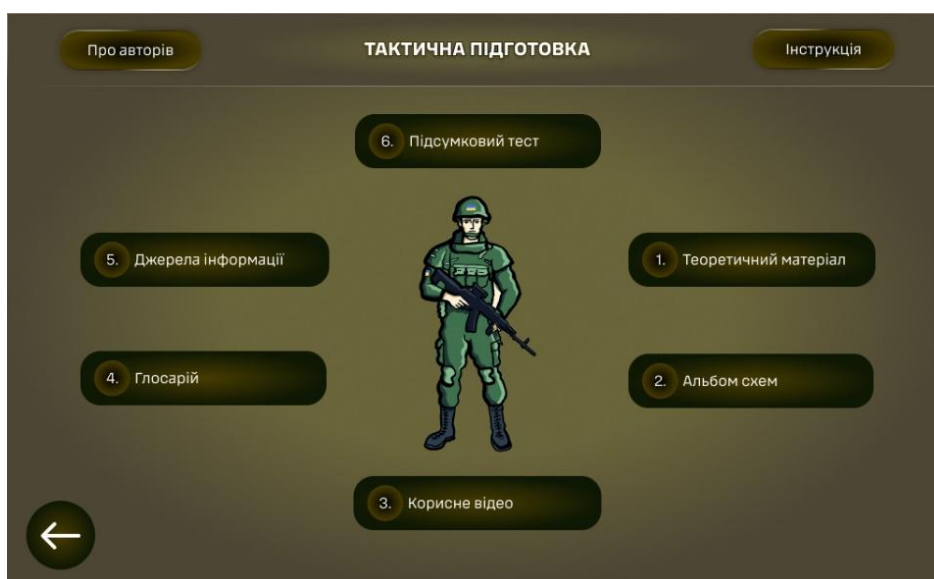 Про авторів
ТАКТИЧНА ПІДГОТОВКА
Інструкція
6. Підсумковий тест
5. Джерела інформації
1. Теоретичний матеріал
4. Глосарій
2. Альбом схем
3. Корисне відео